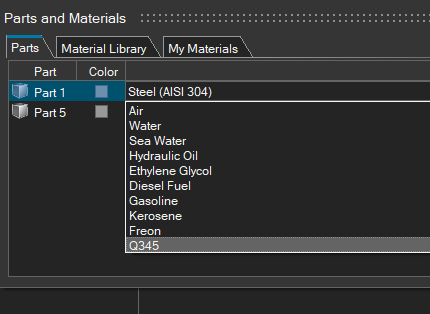 Parts and Materials
Parts Material Library My Materials
Part Color
Part 1 Steel (AISI 304)
Part 5
Air
Water
Sea Water
Hydraulic Oil
Ethylene Glycol
Diesel Fuel
Gasoline
Kerosene
Freon
Q345